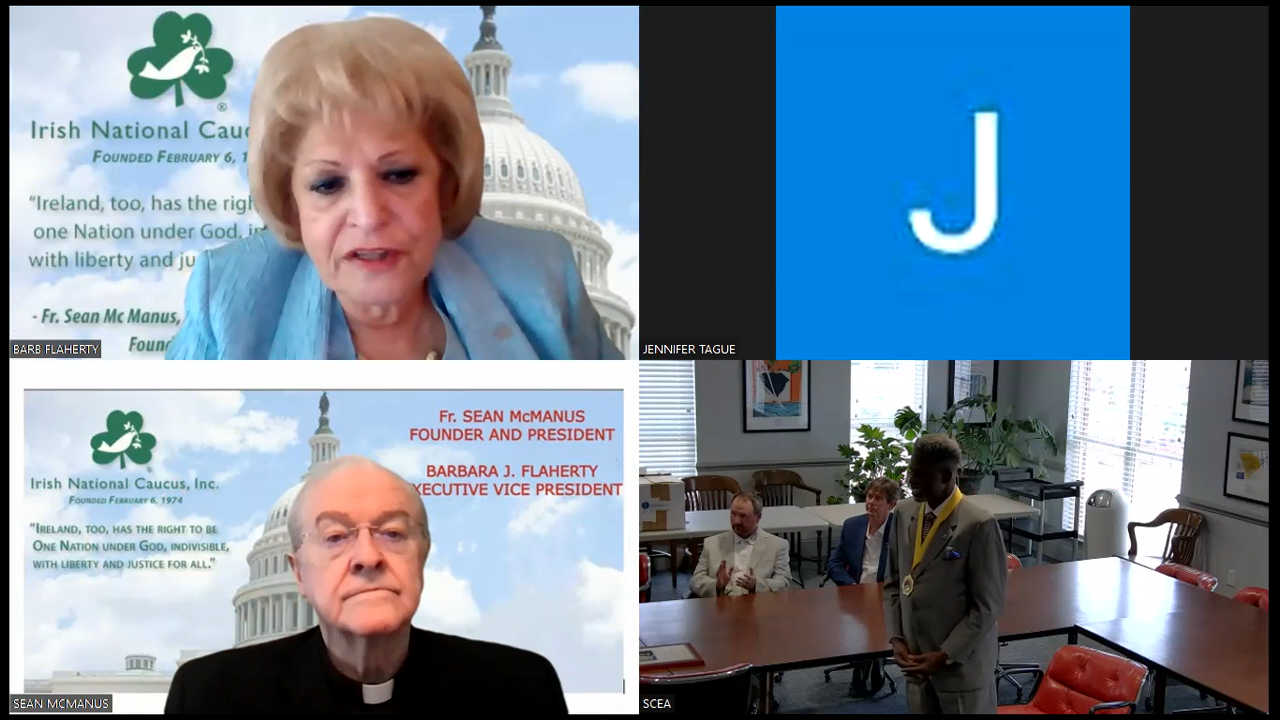 ®
Irish National Cauc
FOUNDED FEBRUARY 6, 1
"Ireland, too, has the righ
one Nation under God, in
with liberty and ju
- Fr. Sean Mc Manus,
Found
BARB FLAHERTY
J
JENNIFER TAGUE
Fr. SEAN McMANUS
FOUNDER AND PRESIDENT
BARBARA J. FLAHERTY
EXECUTIVE VICE PRESIDENT
Irish National Caucus, Inc.
FOUNDED FEBRUARY 6, 1974
"IRELAND, TOO, HAS THE RIGHT TO BE
ONE NATION UNDER GOD, INDIVISIBLE,
WITH LIBERTY AND JUSTICE FOR ALL."
SEAN MCMANUS
SCEA